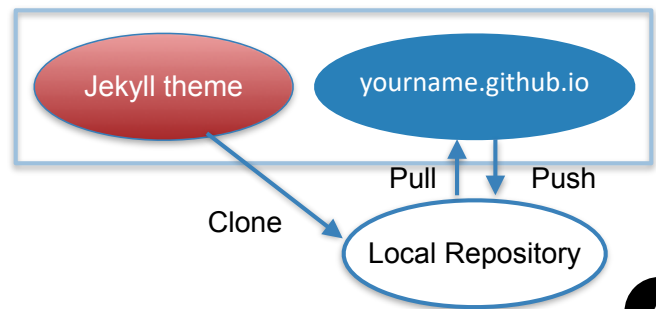 Jekyll theme
yourname.github.io
Pull
Push
Clone
Local Repository